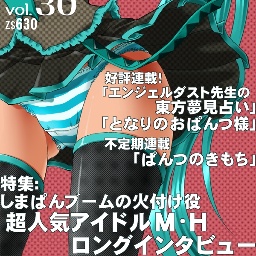 vol.30
ZS630
好評連載!
「エンジェルダスト先生の
東方夢見占い」
「となりのおぱんつ様」
不定期連載
「ぱんつのきもち」
特集:
しまぱんブームの火付け役
超人気アイドルM・H
ロングインタビュー